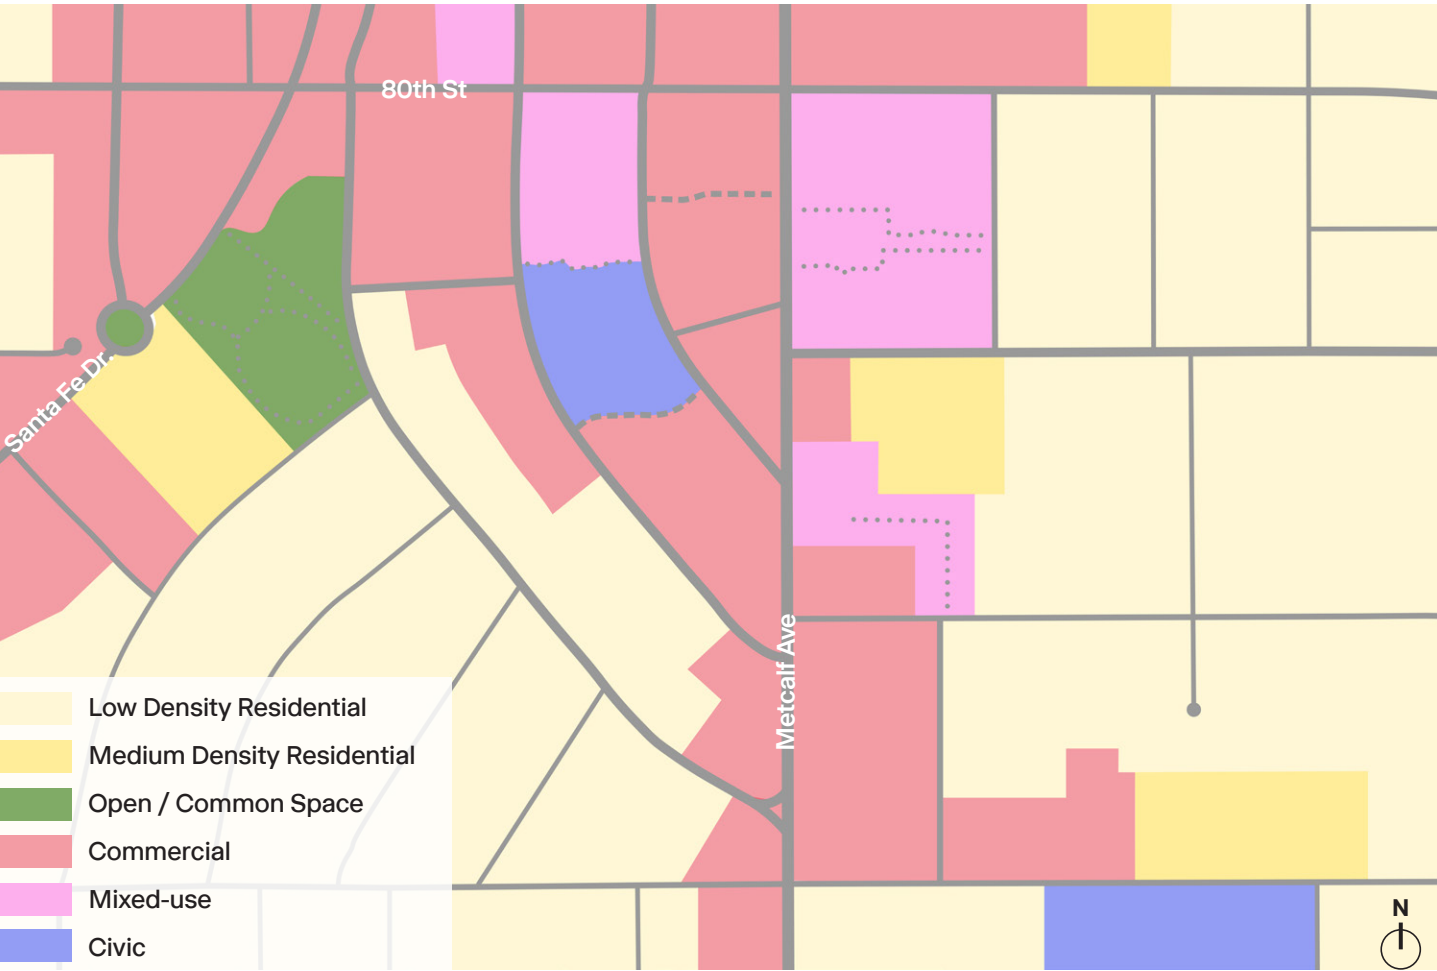 80th St
Santa Fe Dr.
Metcalf Ave
Low Density Residential
Medium Density Residential
Open / Common Space
Commercial
Mixed-use
Civic
N